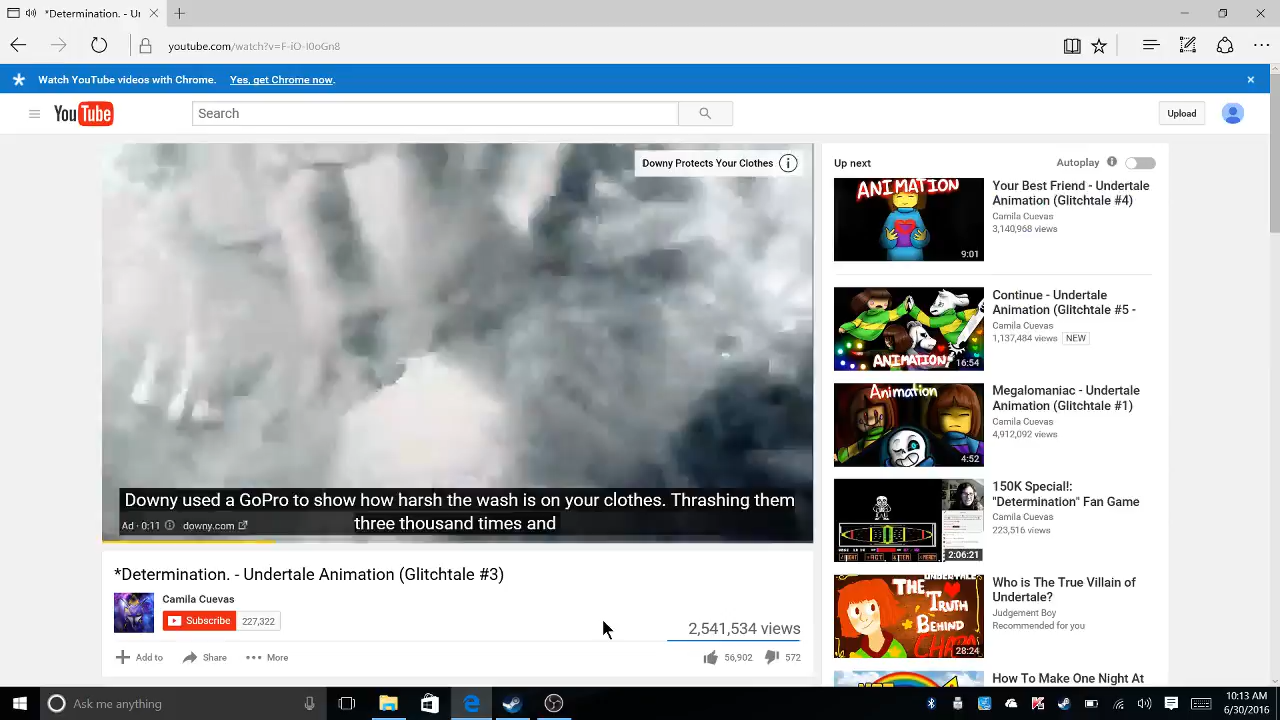 *Determination. - Un
youtube.com/watch?v=F-iO-I0oGn8
Watch YouTube videos with Chrome. Yes, get Chrome now.
YouTube
Search
Upload
Downy Protects Your Clothes
Downy used a GoPro to show how harsh the wash is on your clothes. Thrashing them
three thousand times and
Ad · 0:11 downy.com
*Determination. - Undertale Animation (Glitchtale #3)
Camila Cuevas
Subscribe 227,322
2,541,534 views
Add to Share More
56,902 572
Up next Autoplay
ANIMATION
9:01
Your Best Friend - Undertale
Animation (Glitchtale #4)
Camila Cuevas
3,140,968 views
ANIMATION
16:54
Continue - Undertale
Animation (Glitchtale #5 -
Camila Cuevas
1,137,484 views NEW
Animation
4:52
Megalomaniac - Undertale
Animation (Glitchtale #1)
Camila Cuevas
4,912,092 views
2:06:21
150K Special!:
"Determination" Fan Game
Camila Cuevas
223,516 views
UNDERTALE
THE
TRUTH
BEHIND
CHARA
28:24
Who is The True Villain of
Undertale?
Judgement Boy
Recommended for you
How To Make One Night At
Ask me anything
10:13 AM
6/30/2016